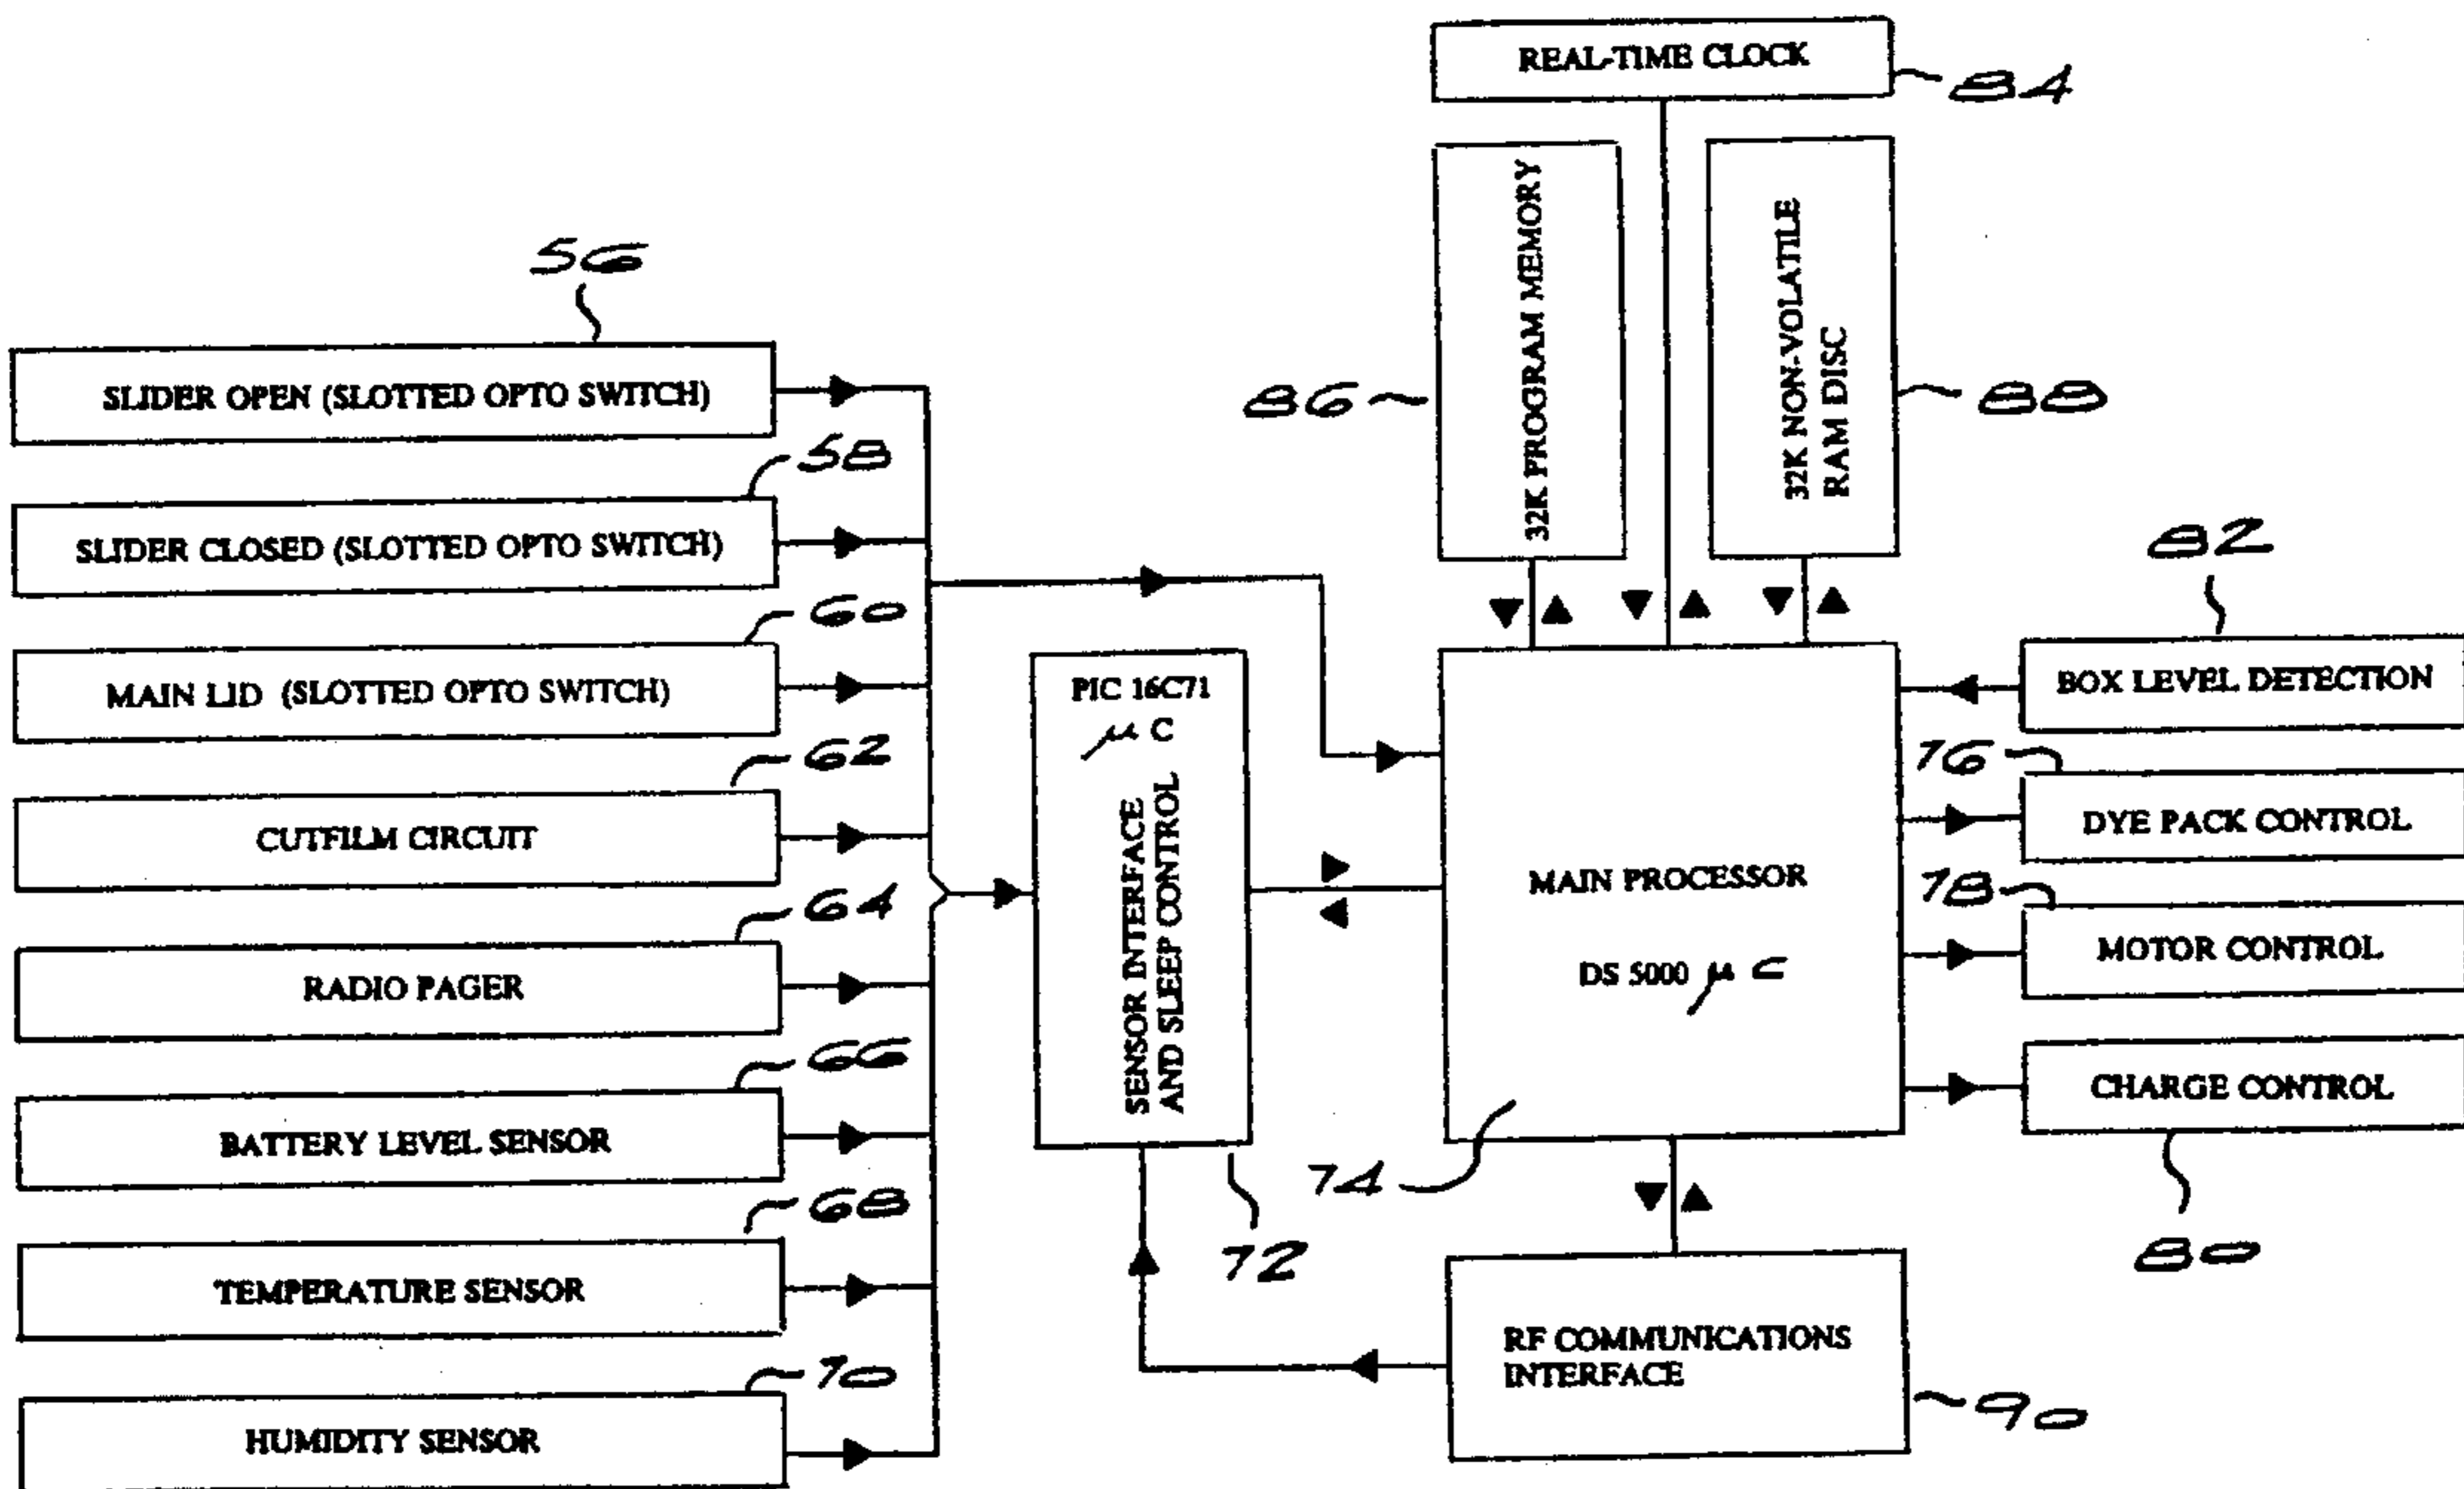 REAL-TIME CLOCK
84
32K PROGRAM MEMORY
86
32K NON-VOLATILE
RAM DISC
88
56
SLIDER OPEN (SLOTTED OPTO SWITCH)
58
SLIDER CLOSED (SLOTTED OPTO SWITCH)
60
MAIN LID (SLOTTED OPTO SWITCH)
62
CUTFILM CIRCUIT
64
RADIO PAGER
66
BATTERY LEVEL SENSOR
68
TEMPERATURE SENSOR
70
HUMIDITY SENSOR
PIC 16C71
μC
SENSOR INTERFACE
AND SLEEP CONTROL
72
MAIN PROCESSOR
DS 5000 μC
74
82
BOX LEVEL DETECTION
76
DYE PACK CONTROL
78
MOTOR CONTROL
CHARGE CONTROL
80
RF COMMUNICATIONS
INTERFACE
90